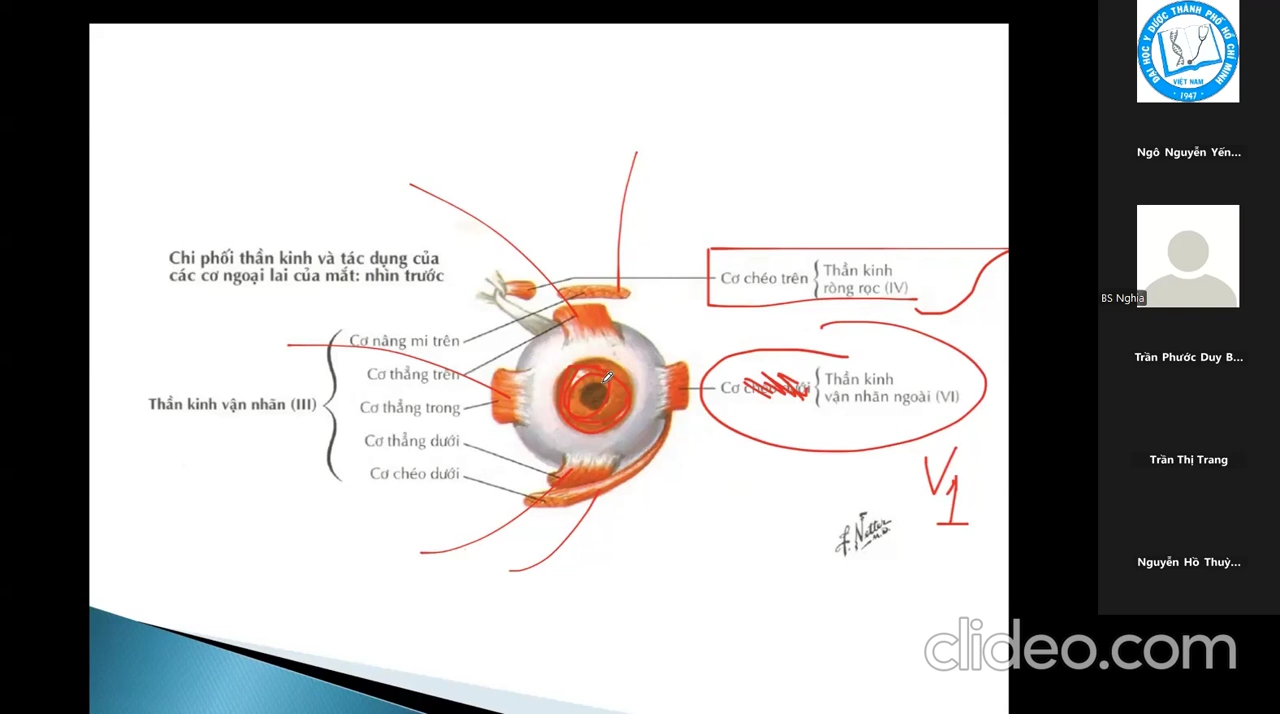 Chi phối thần kinh và tác dụng của
các cơ ngoại lai của mắt: nhìn trước
Cơ chéo trên
Thần kinh
ròng rọc (IV)
Cơ nâng mi trên
Cơ thẳng trên
Thần kinh vận nhãn (III)
Cơ thẳng trong
Cơ thẳng dưới
Cơ chéo dưới
Cơ
Thần kinh
vận nhãn ngoài (VI)
V1
F. Netter
M.D.
ĐẠI HỌC Y DƯỢC THÀNH PHỐ HỒ CHÍ MINH
VIỆT NAM
1947
Ngô Nguyễn Yến...
BS Nghia
Trần Phước Duy B...
Trần Thị Trang
Nguyễn Hồ Thuỳ...
clideo.com